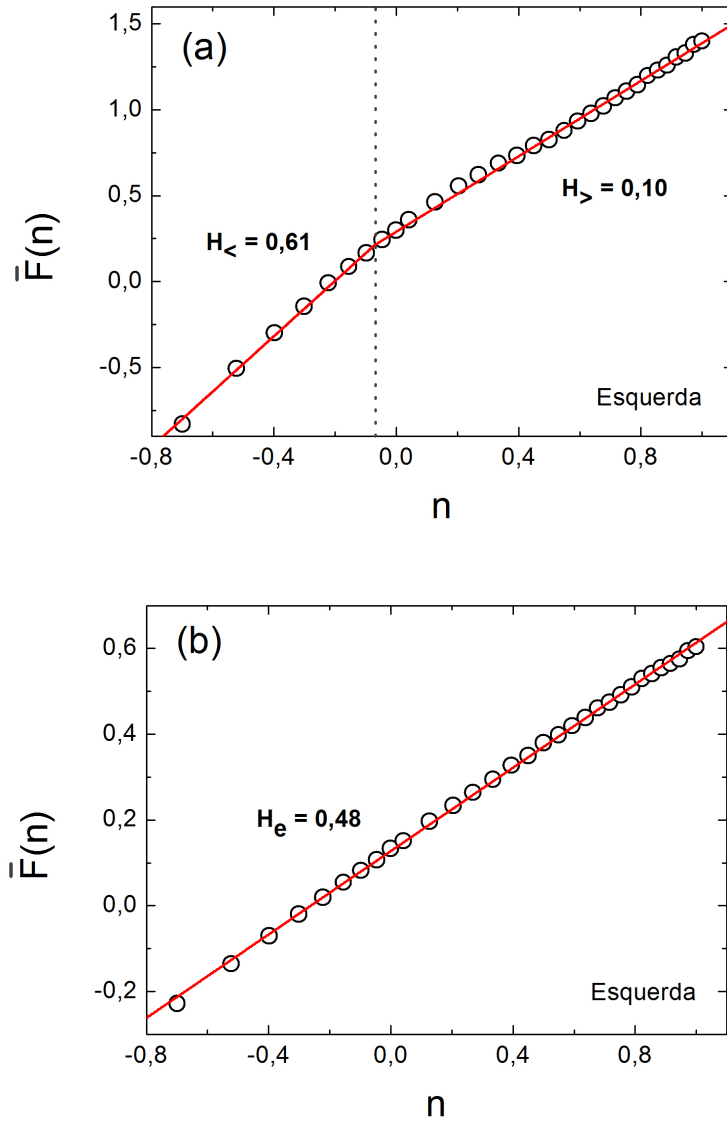 (a)
1,5
1,0
0,5
0,0
-0,5
F̄(n)
H< = 0,61
H> = 0,10
Esquerda
-0,8 -0,4 0,0 0,4 0,8
n
(b)
0,6
0,4
0,2
0,0
-0,2
F̄(n)
He = 0,48
Esquerda
-0,8 -0,4 0,0 0,4 0,8
n